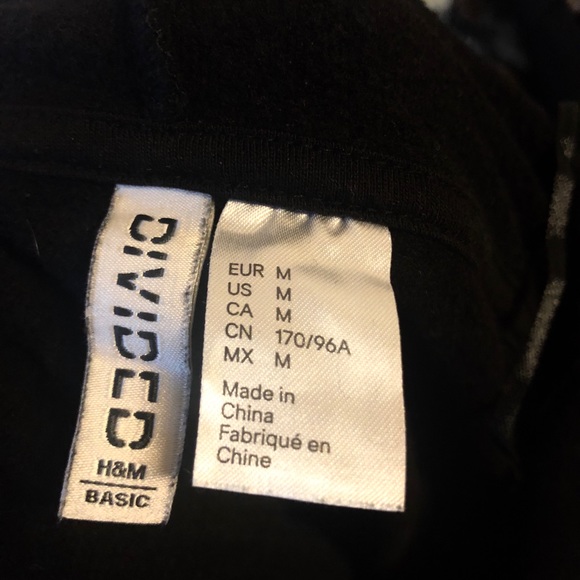 DIVIDED
H&M
BASIC
EUR M
US M
CA M
CN 170/96A
MX M
Made in
China
Fabriqué en
Chine